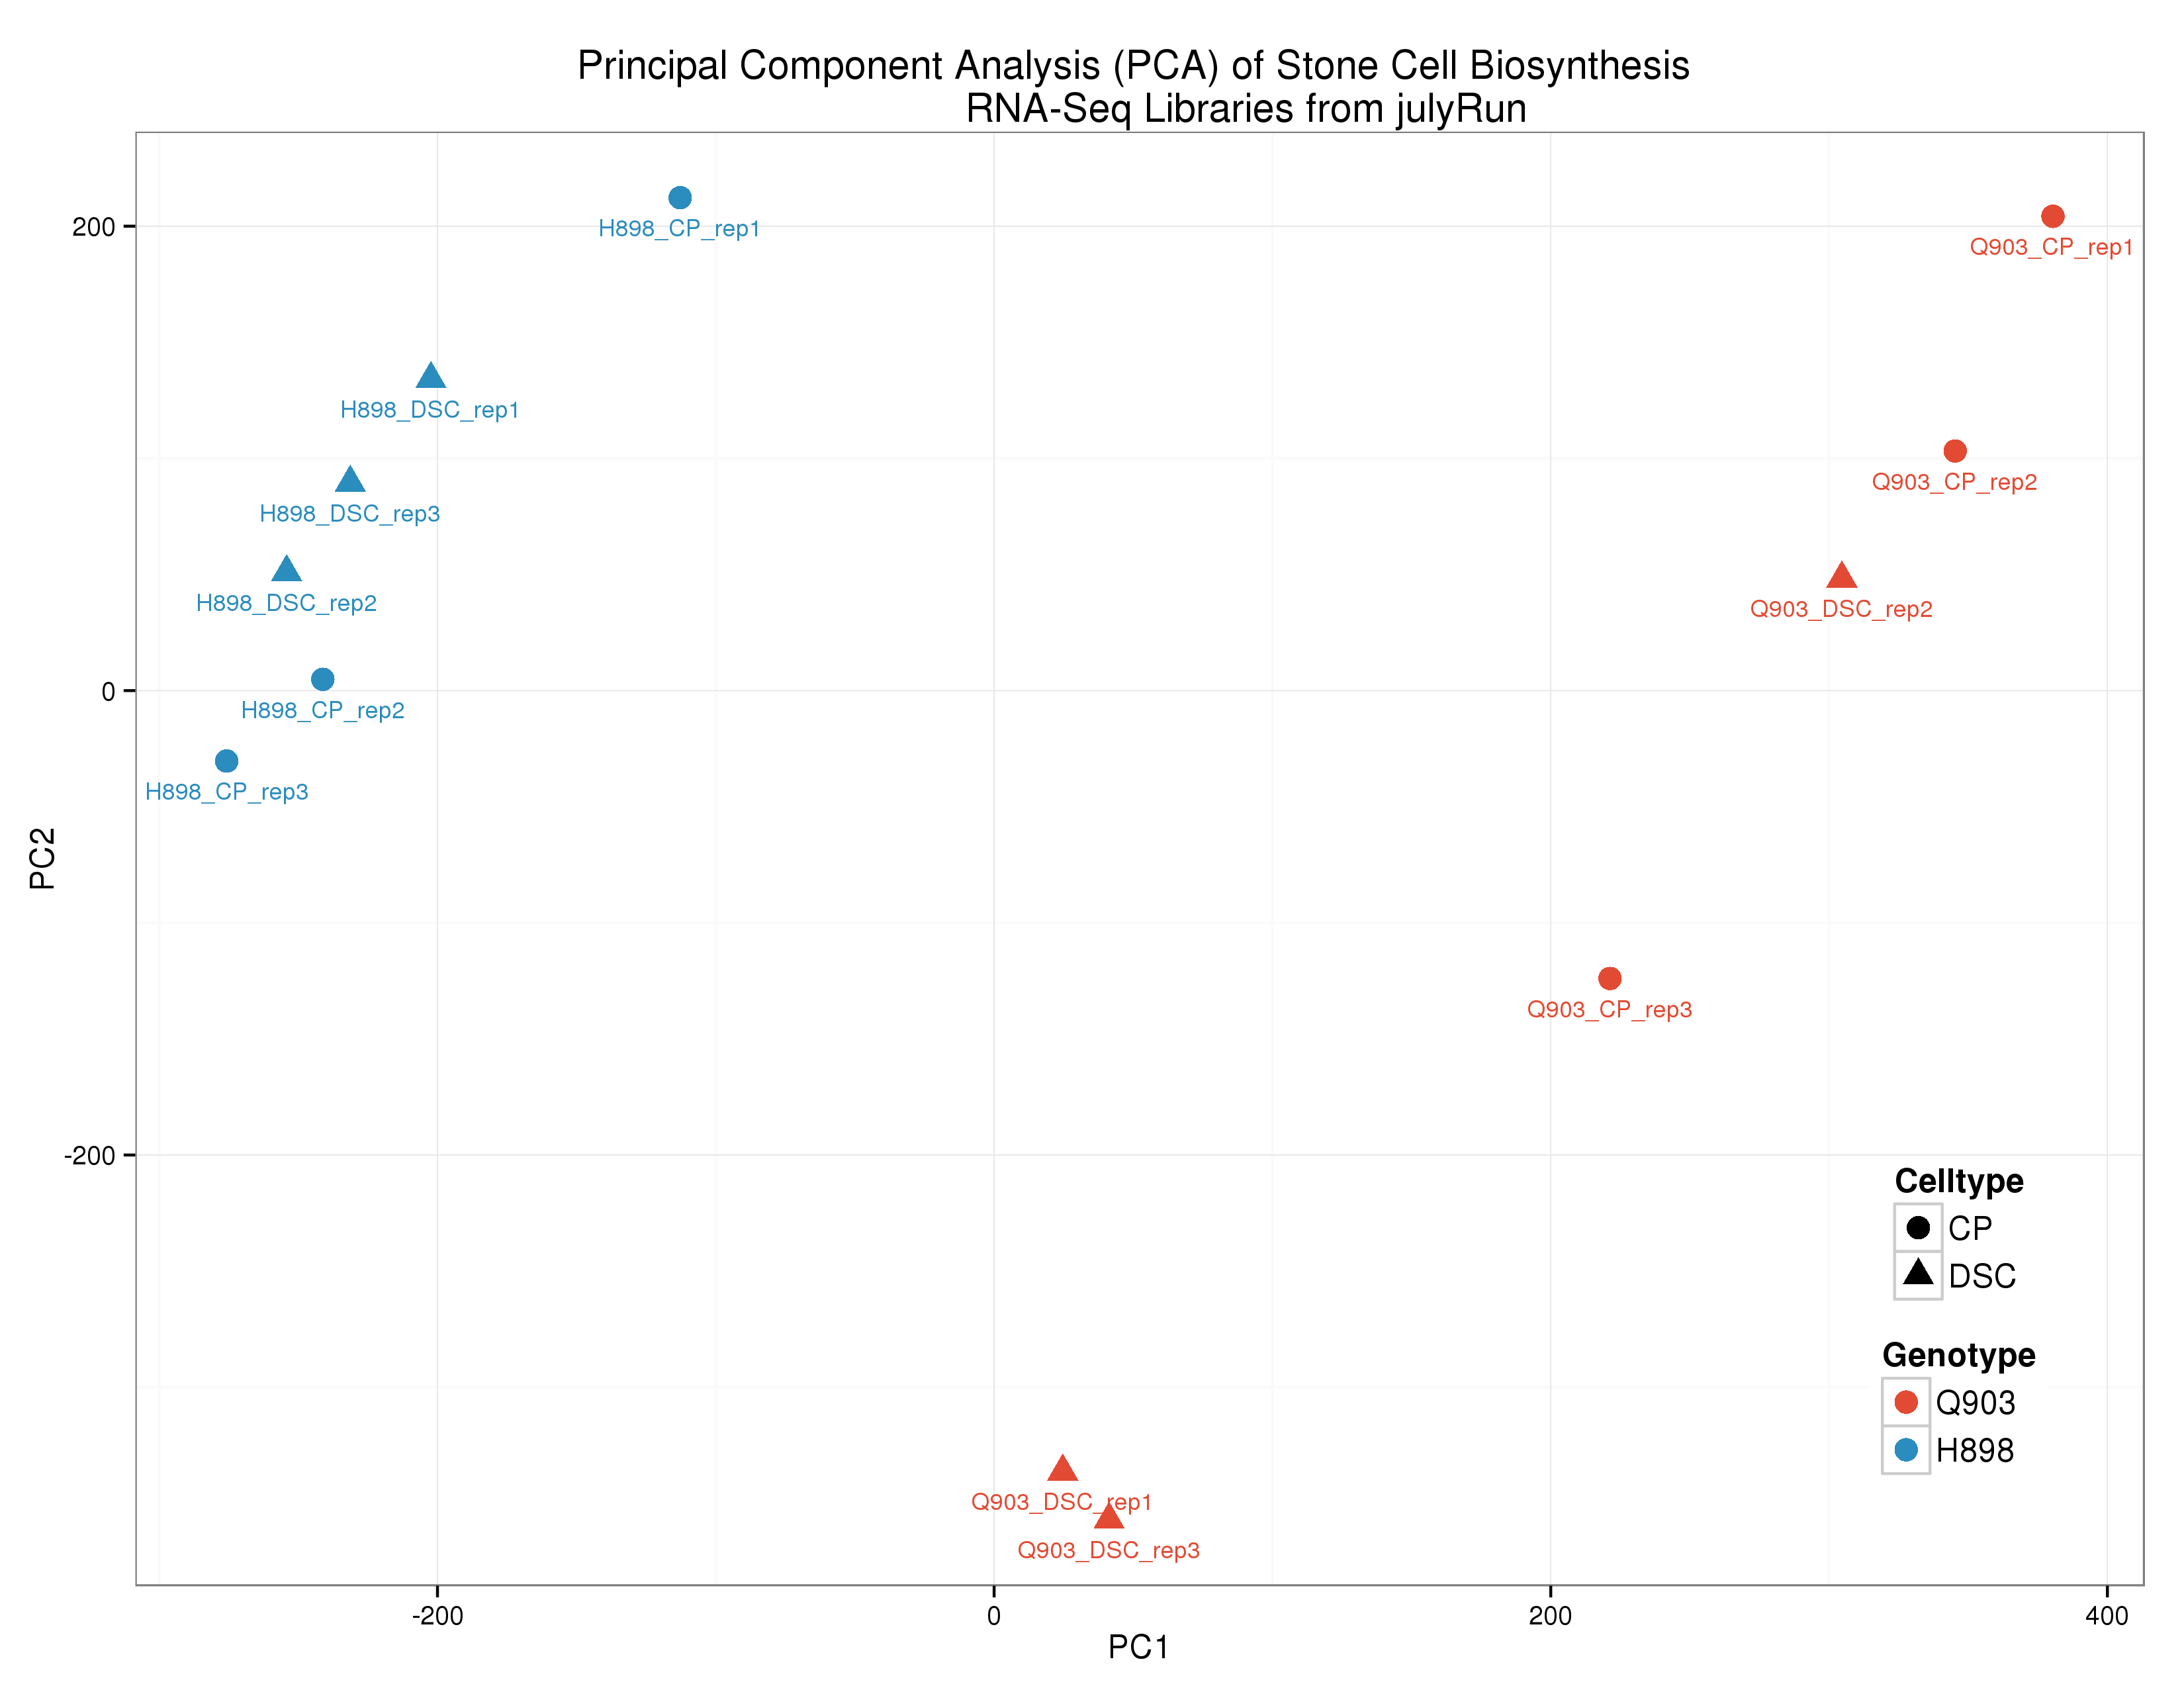 Principal Component Analysis (PCA) of Stone Cell Biosynthesis
RNA-Seq Libraries from julyRun
200
0
-200
PC2
H898_CP_rep1
Q903_CP_rep1
H898_DSC_rep1
Q903_CP_rep2
H898_DSC_rep3
H898_DSC_rep2
Q903_DSC_rep2
H898_CP_rep2
H898_CP_rep3
Q903_CP_rep3
Celltype
CP
DSC
Genotype
Q903
H898
Q903_DSC_rep1
Q903_DSC_rep3
-200
0
200
400
PC1